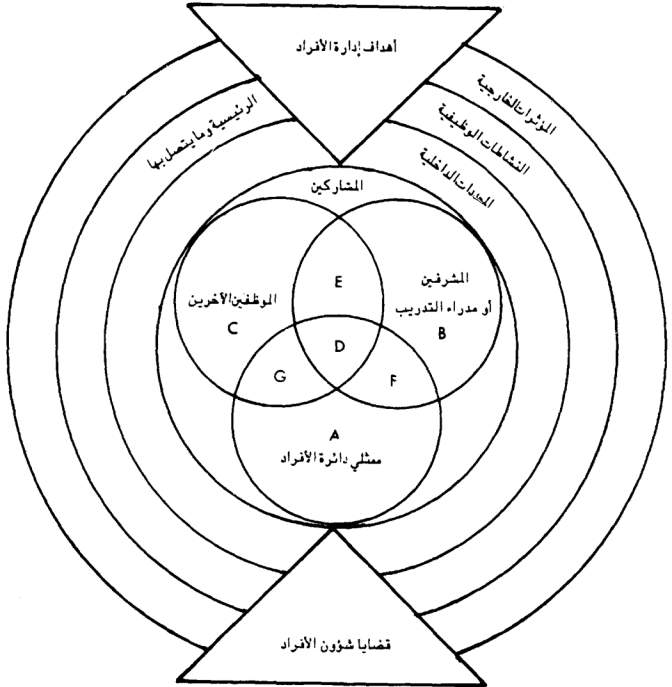 أهداف إدارة الأفراد
المؤثرات الخارجية
النشاطات الوظيفية
الرئيسية وما يتصل بها
المحددات الداخلية
المشاركين
E
المشرفين
أو مدراء التدريب
B
الموظفين الآخرين
C
D
G
F
A
ممثلي دائرة الأفراد
قضايا شؤون الأفراد